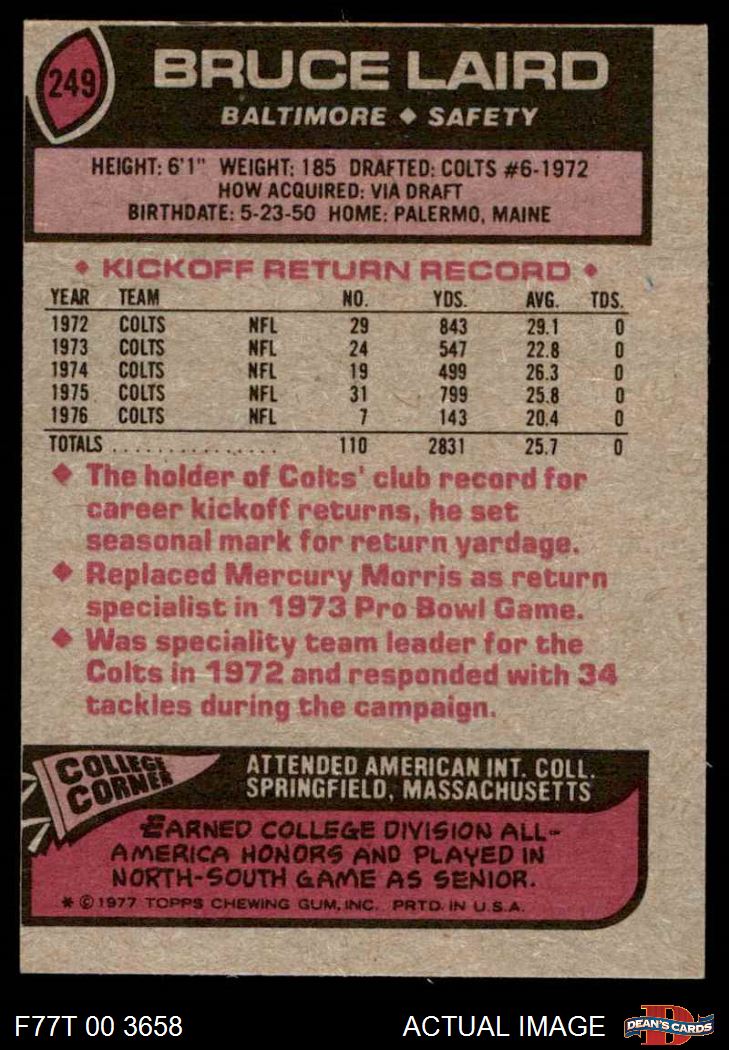 249
BRUCE LAIRD
BALTIMORE ◆ SAFETY
HEIGHT: 6'1" WEIGHT: 185 DRAFTED: COLTS #6-1972
HOW ACQUIRED: VIA DRAFT
BIRTHDATE: 5-23-50 HOME: PALERMO, MAINE
◆ KICKOFF RETURN RECORD ◆
YEAR TEAM NO. YDS. AVG. TDS.
1972 COLTS NFL 29 843 29.1 0
1973 COLTS NFL 24 547 22.8 0
1974 COLTS NFL 19 499 26.3 0
1975 COLTS NFL 31 799 25.8 0
1976 COLTS NFL 7 143 20.4 0
TOTALS ................ 110 2831 25.7 0
◆ The holder of Colts' club record for
career kickoff returns, he set
seasonal mark for return yardage.
◆ Replaced Mercury Morris as return
specialist in 1973 Pro Bowl Game.
◆ Was speciality team leader for the
Colts in 1972 and responded with 34
tackles during the campaign.
COLLEGE
CORNER
ATTENDED AMERICAN INT. COLL.
SPRINGFIELD, MASSACHUSETTS
EARNED COLLEGE DIVISION ALL-
AMERICA HONORS AND PLAYED IN
NORTH-SOUTH GAME AS SENIOR.
* © 1977 TOPPS CHEWING GUM, INC. PRTD. IN U.S.A.
F77T 00 3658 ACTUAL IMAGE
DEAN'S CARDS